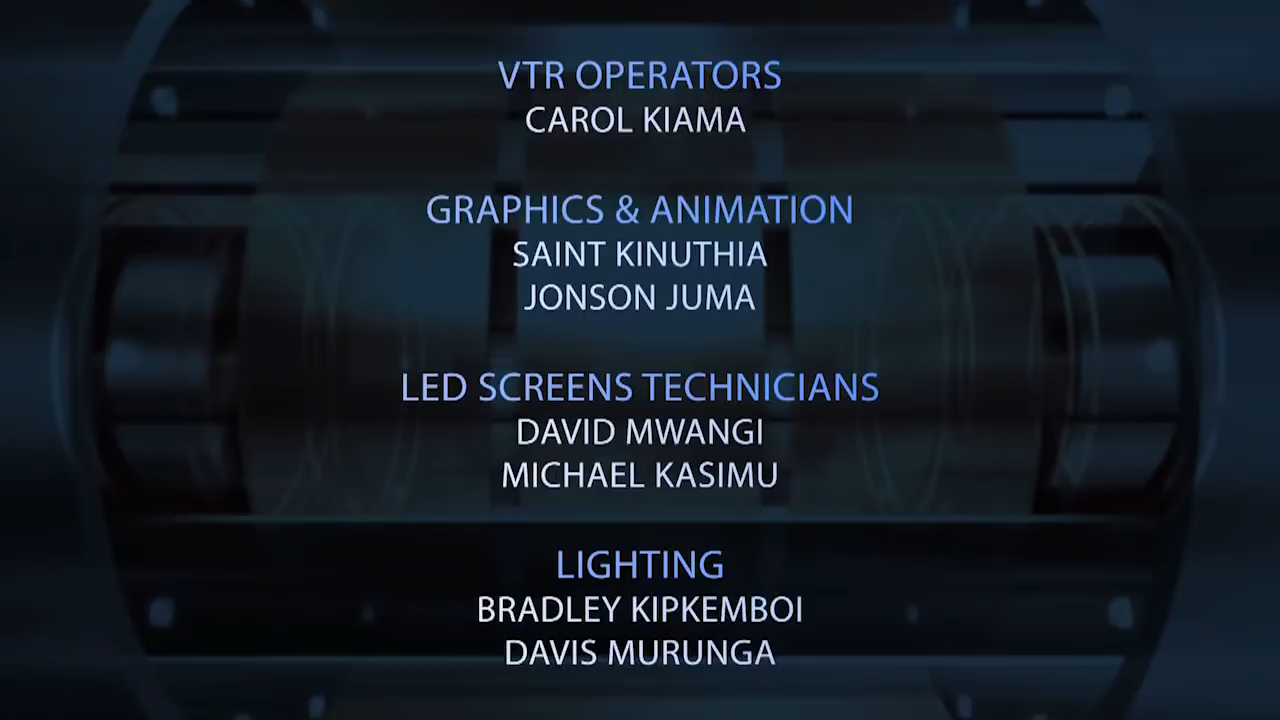 VTR OPERATORS
CAROL KIAMA
GRAPHICS & ANIMATION
SAINT KINUTHIA
JONSON JUMA
LED SCREENS TECHNICIANS
DAVID MWANGI
MICHAEL KASIMU
LIGHTING
BRADLEY KIPKEMBOI
DAVIS MURUNGA